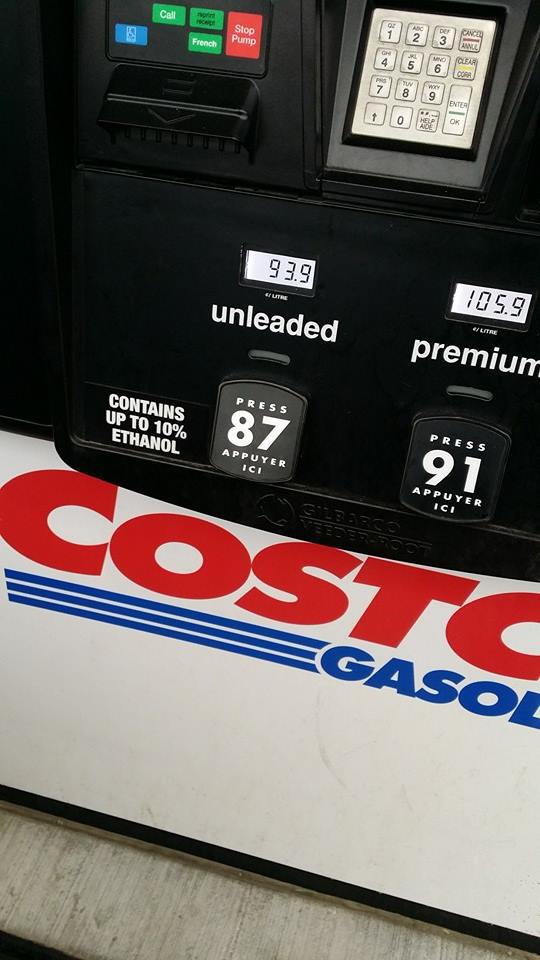 Call
reprint receipt
Stop
Pump
French
QZ ABC DEF CANCEL
1 2 3 ANNUL
GHI JKL MNO CLEAR
4 5 6 CORR
PRS TUV WXY
7 8 9 ENTER
0 HELP OK
AIDE
93.9
¢/LITRE
unleaded
105.9
¢/LITRE
premium
CONTAINS
UP TO 10%
ETHANOL
PRESS
87
APPUYER
ICI
PRESS
91
APPUYER
ICI
GILBARCO
VEEDER-ROOT
COSTC
GASOL